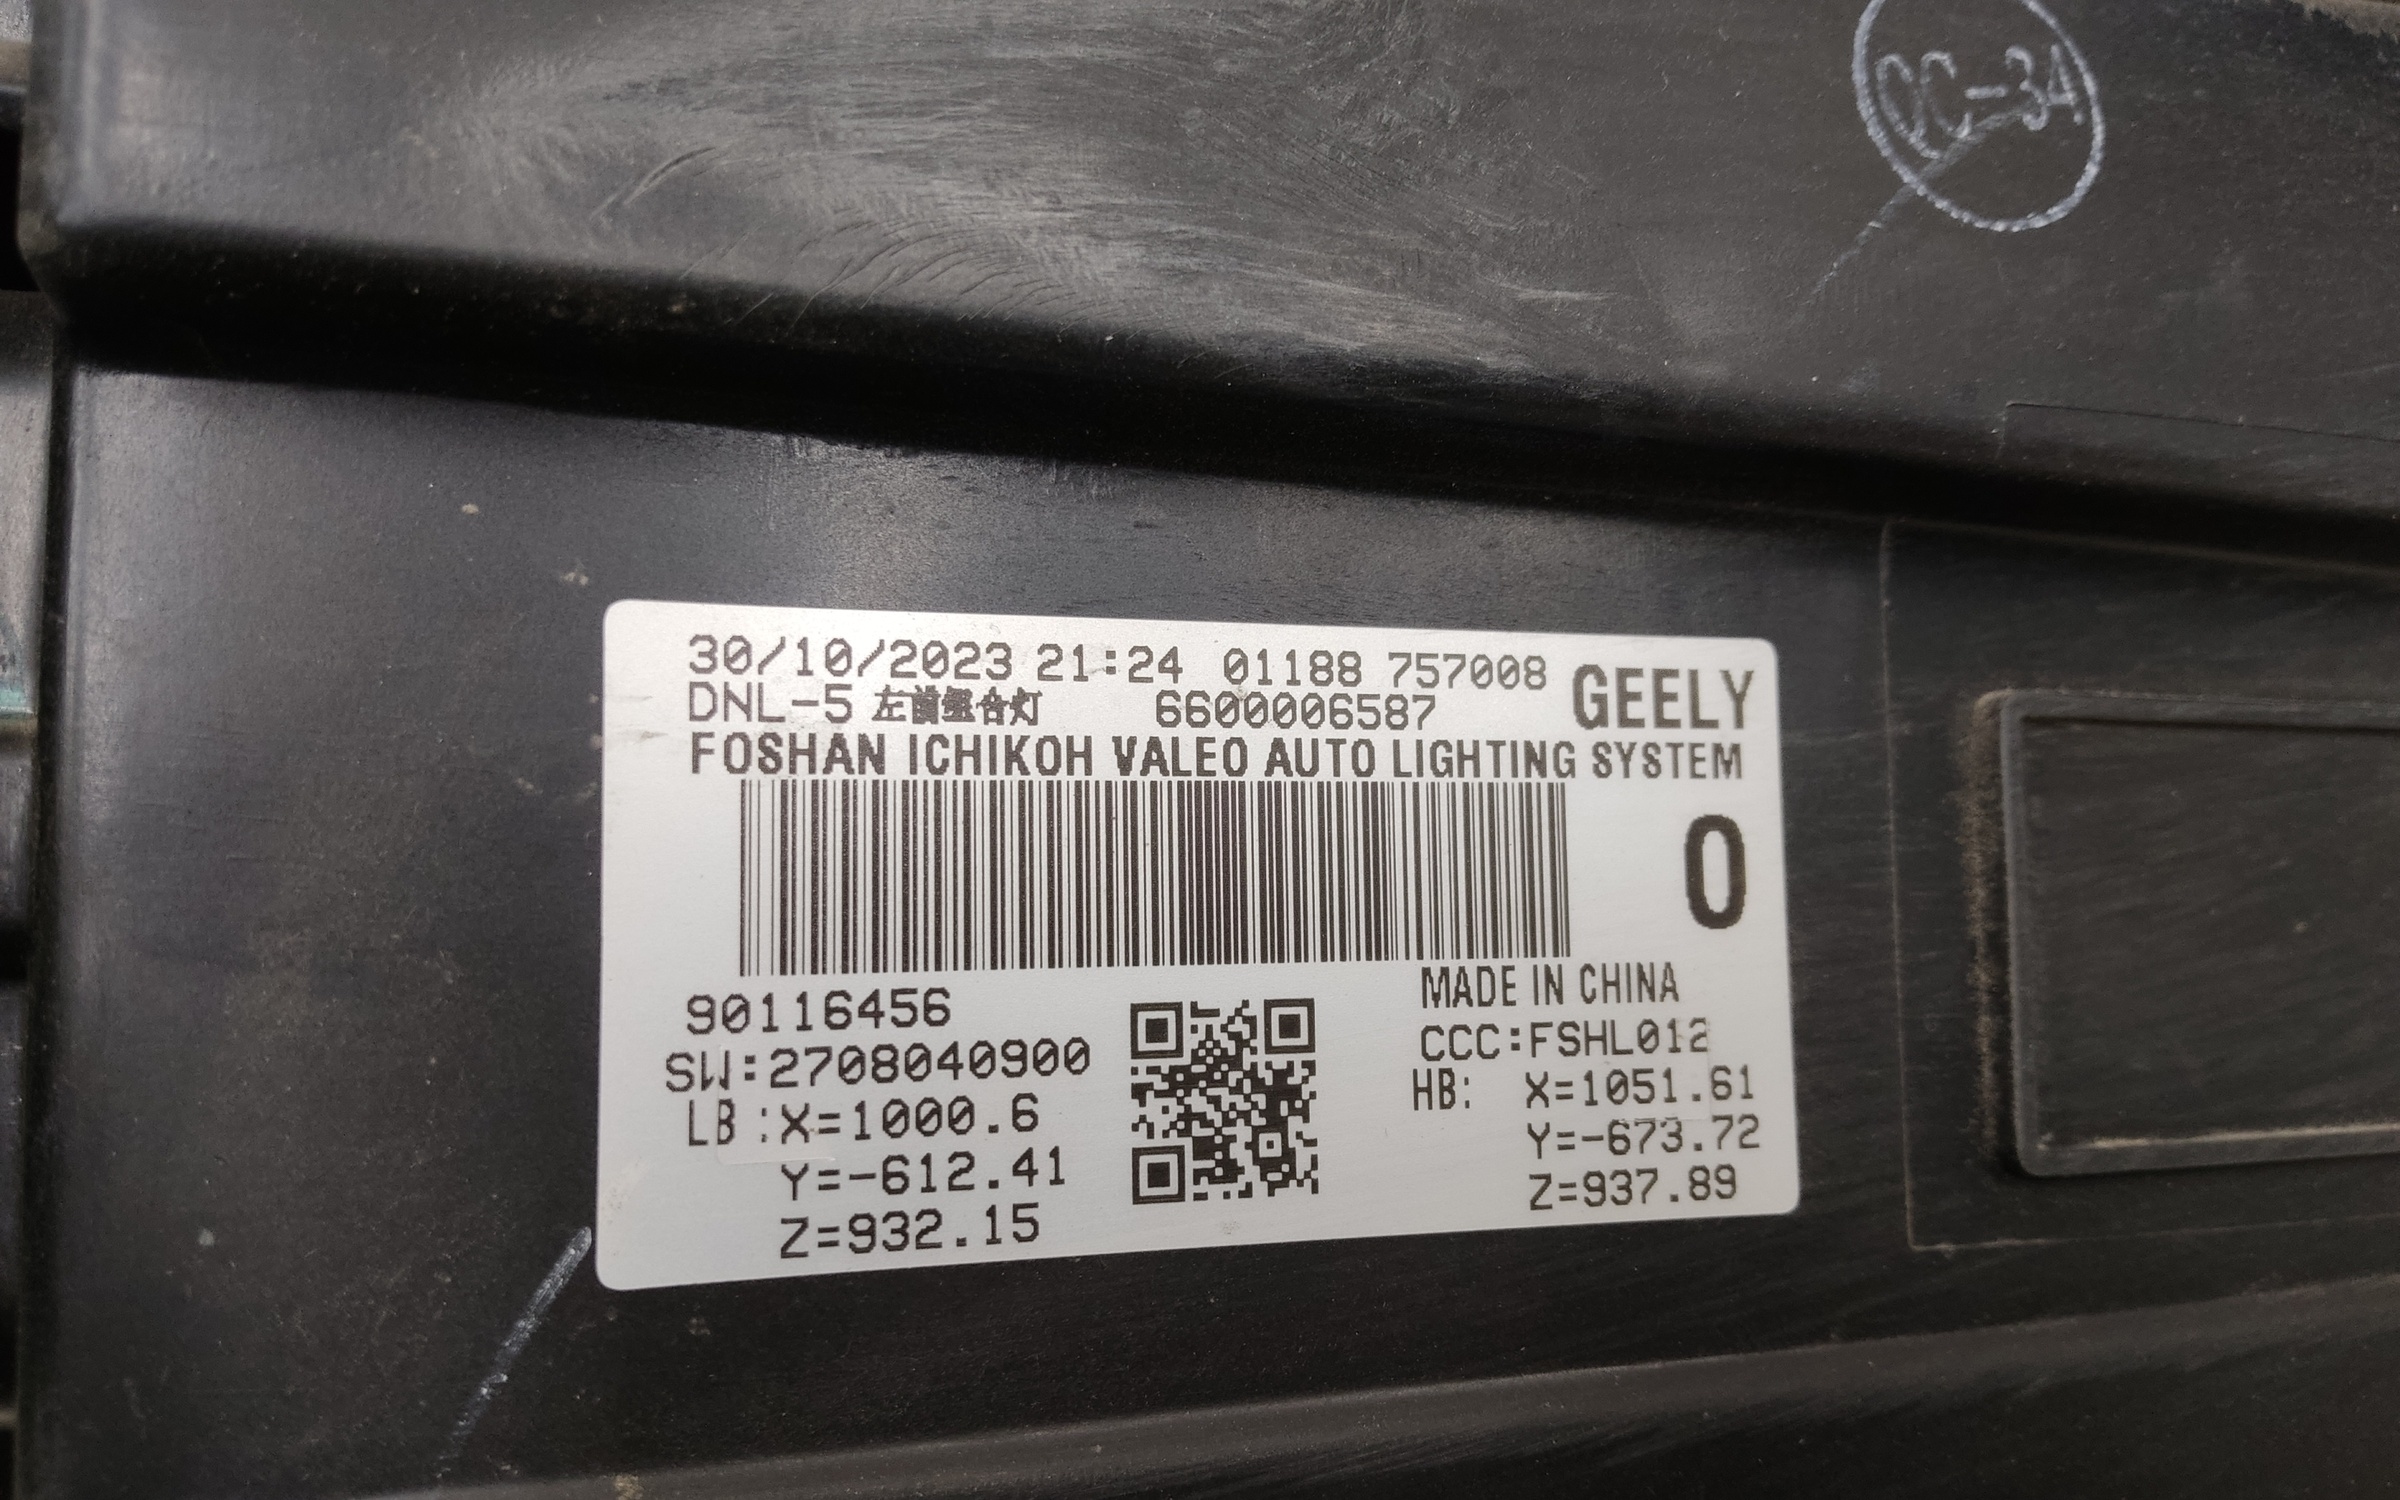 QC-34
30/10/2023 21:24 01188 757008
GEELY
DNL-5 左前组合灯 6600006587
FOSHAN ICHIKOH VALEO AUTO LIGHTING SYSTEM
0
90116456
SW:2708040900
LB :X=1000.6
Y=-612.41
Z=932.15
MADE IN CHINA
CCC:FSHL012
HB: X=1051.61
Y=-673.72
Z=937.89